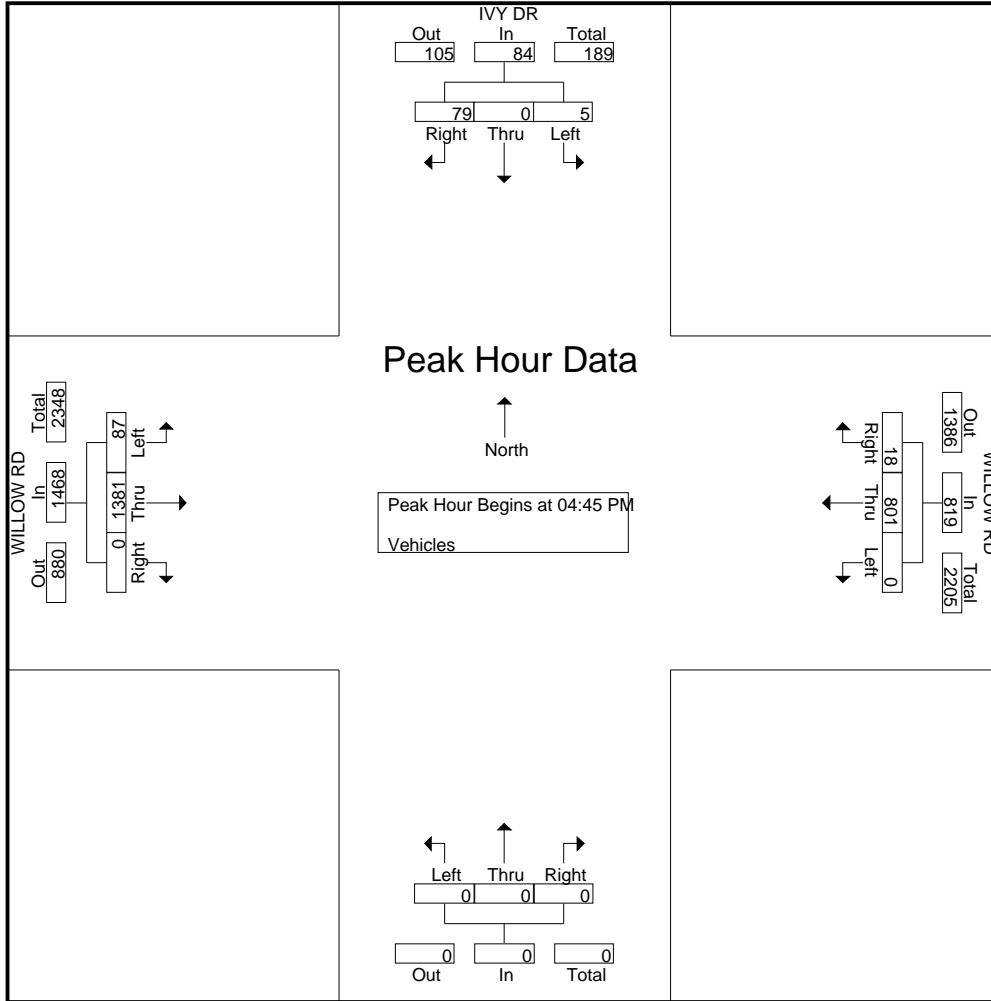 IVY DR
Out In Total
105 84 189
79 0 5
Right Thru Left
Peak Hour Data
North
Peak Hour Begins at 04:45 PM
Vehicles
WILLOW RD
Total In Out
2348 1468 880
87 1381 0
Left Thru Right
WILLOW RD
Out In Total
1386 819 2205
18 801 0
Right Thru Left
Left Thru Right
0 0 0
0 0 0
Out In Total